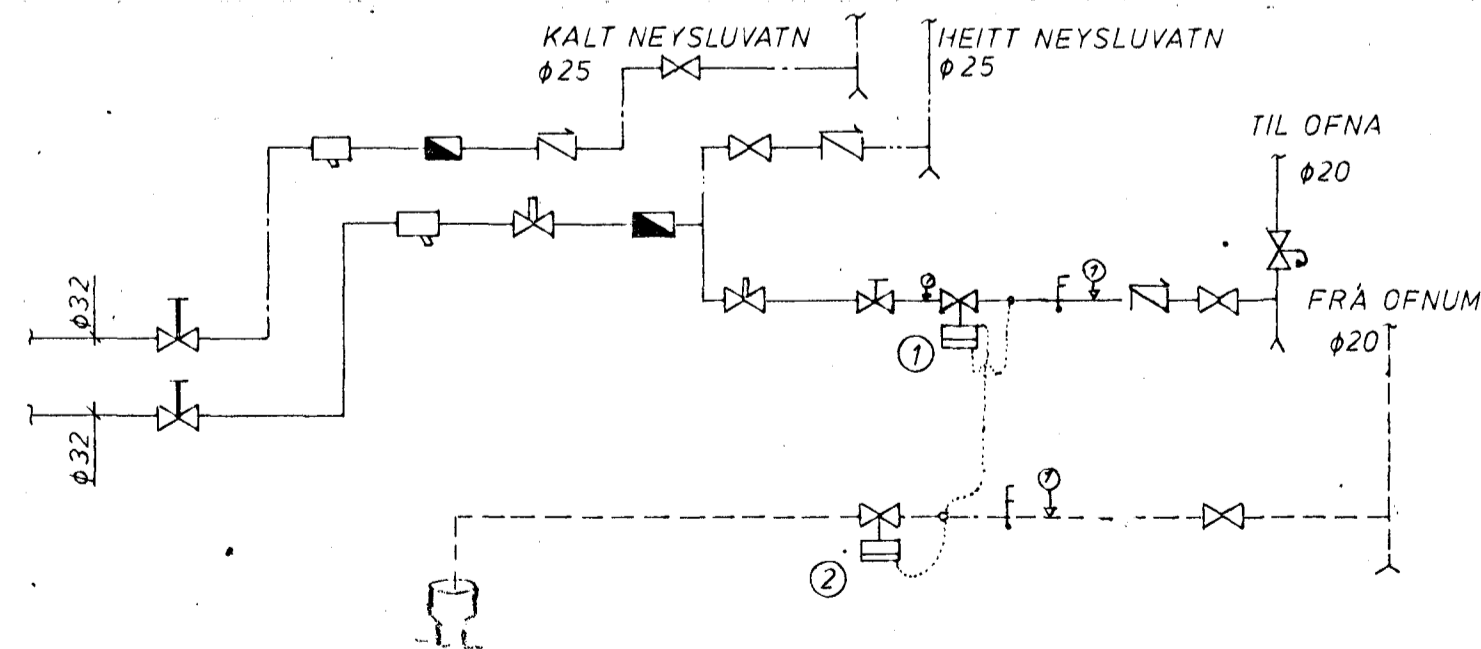 KALT NEYSLUVATN
φ25
HEITT NEYSLUVATN
φ25
TIL OFNA
φ20
φ32
FRÁ OFNUM
φ20
1
φ32
2